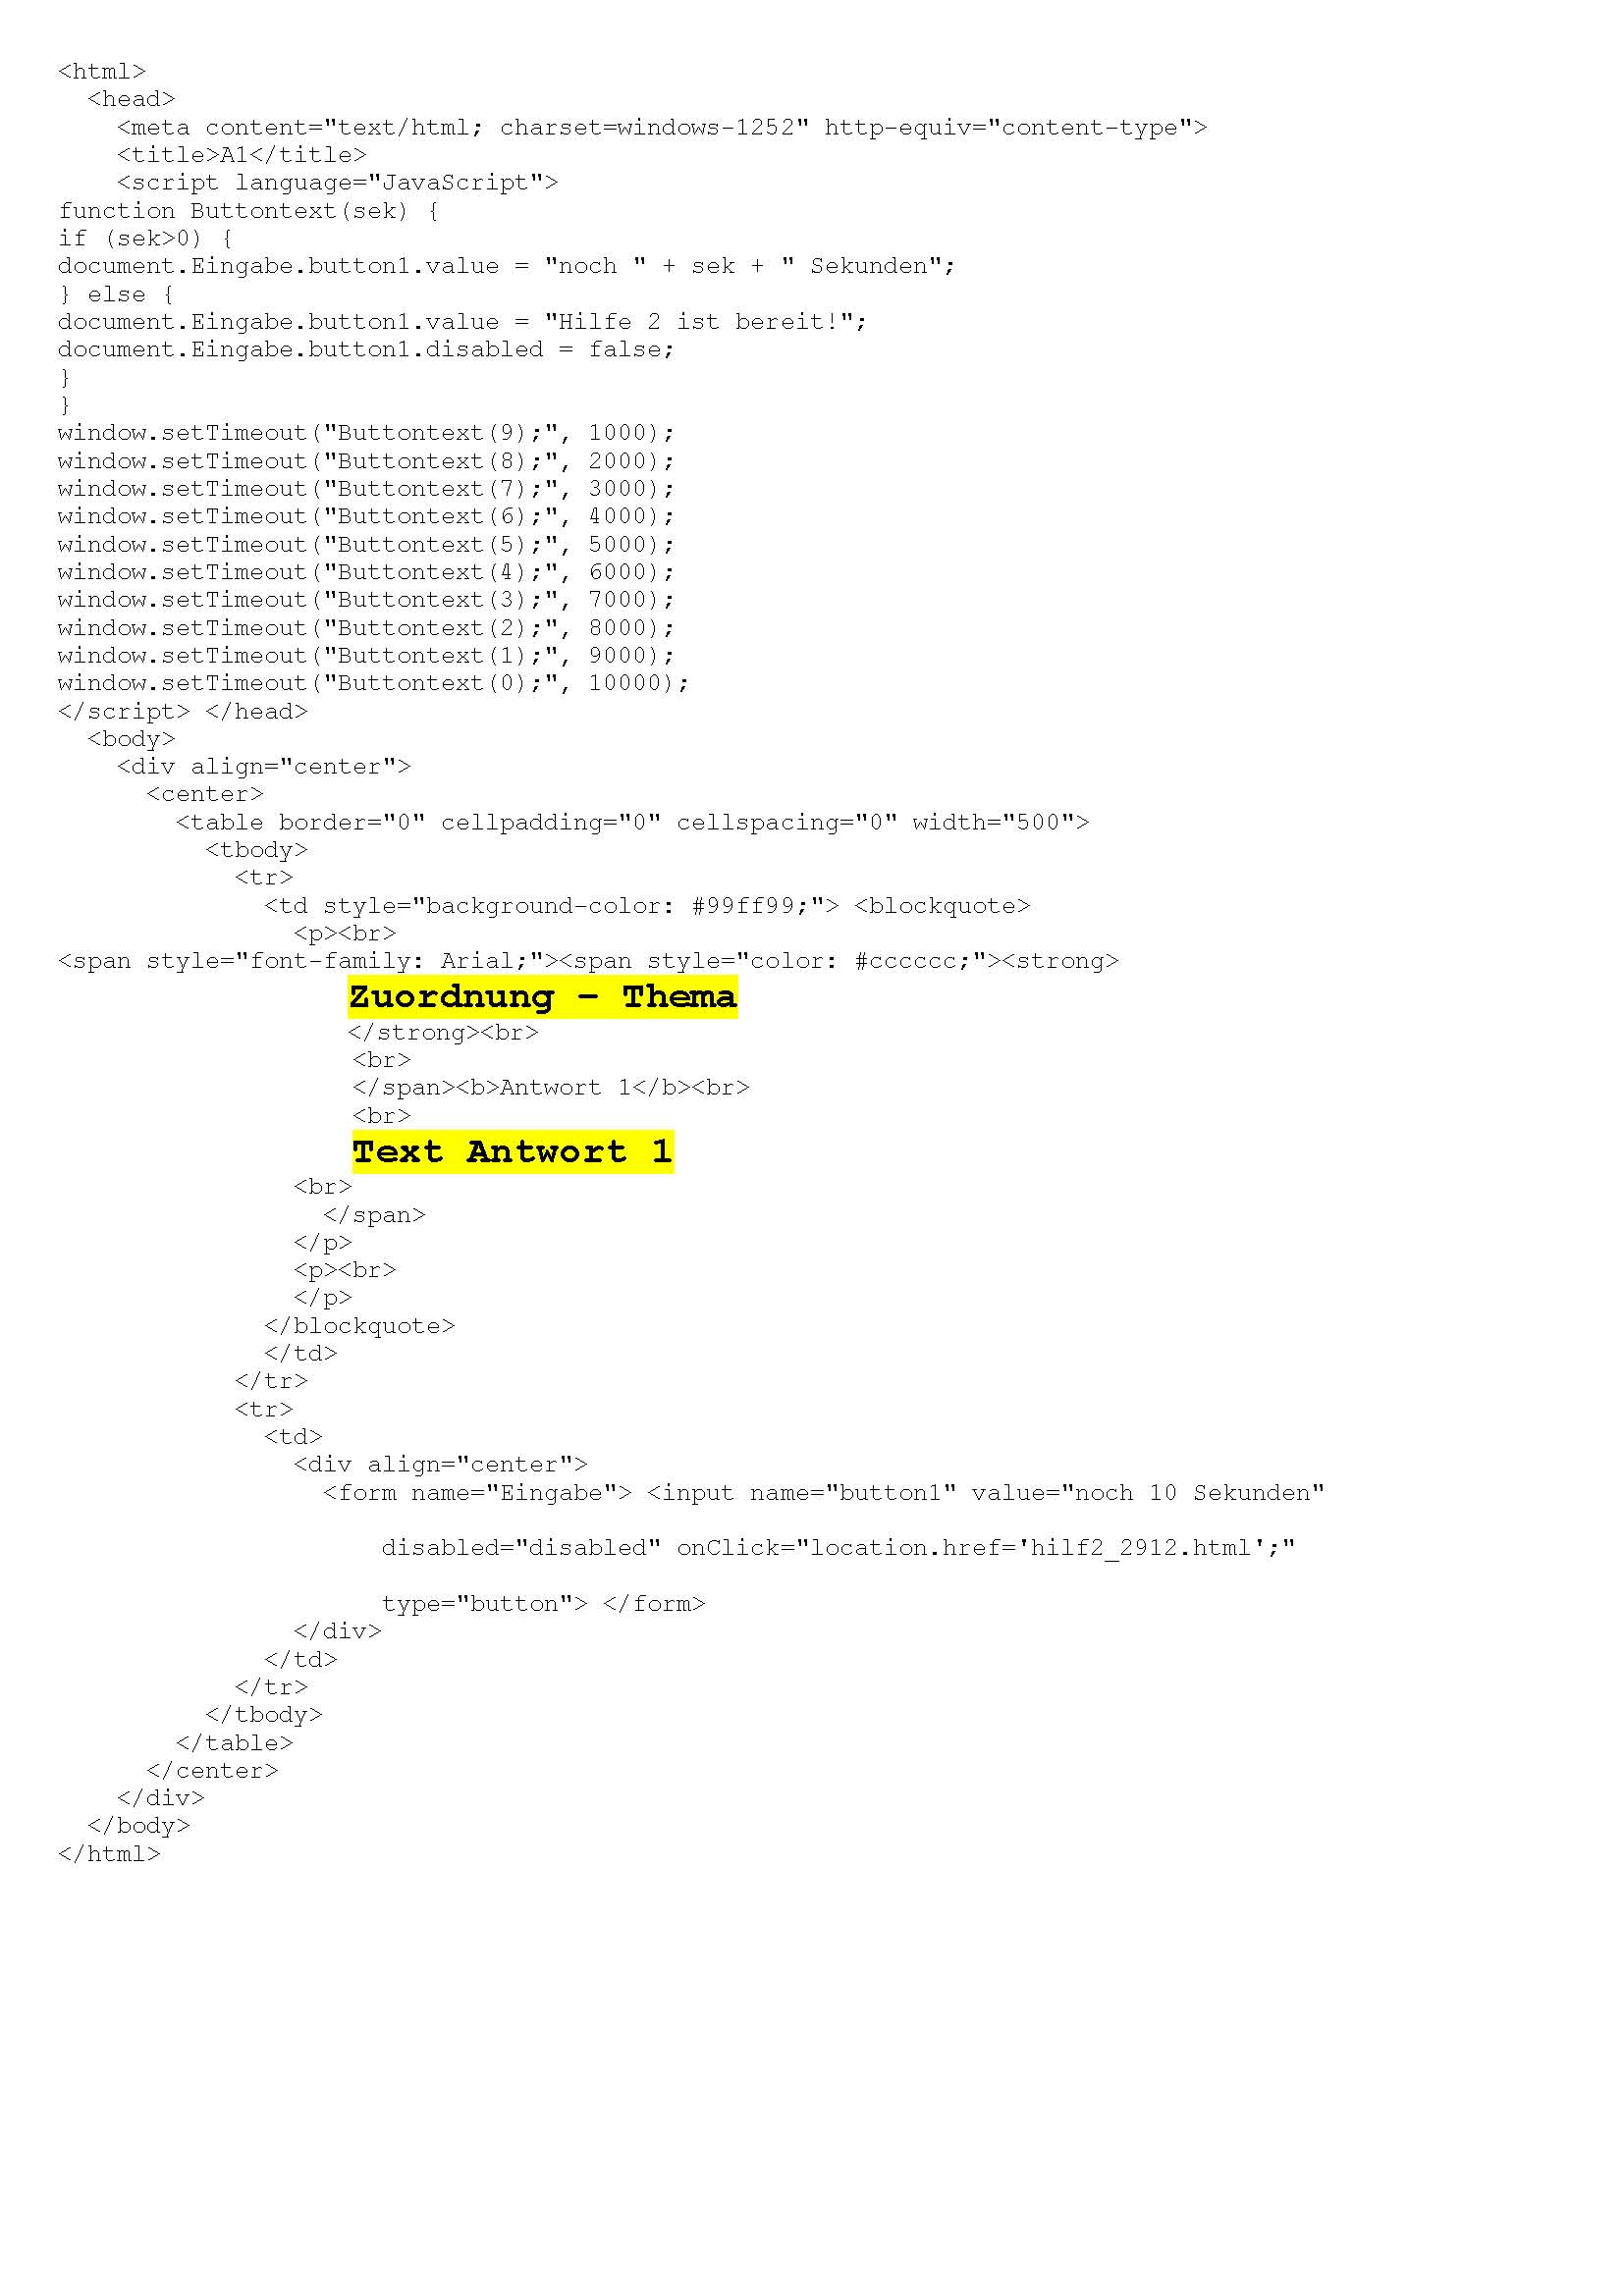 <html>
  <head>
    <meta content="text/html; charset=windows-1252" http-equiv="content-type">
    <title>A1</title>
    <script language="JavaScript">
function Buttontext(sek) {
if (sek>0) {
document.Eingabe.button1.value = "noch " + sek + " Sekunden";
} else {
document.Eingabe.button1.value = "Hilfe 2 ist bereit!";
document.Eingabe.button1.disabled = false;
}
}
window.setTimeout("Buttontext(9);", 1000);
window.setTimeout("Buttontext(8);", 2000);
window.setTimeout("Buttontext(7);", 3000);
window.setTimeout("Buttontext(6);", 4000);
window.setTimeout("Buttontext(5);", 5000);
window.setTimeout("Buttontext(4);", 6000);
window.setTimeout("Buttontext(3);", 7000);
window.setTimeout("Buttontext(2);", 8000);
window.setTimeout("Buttontext(1);", 9000);
window.setTimeout("Buttontext(0);", 10000);
</script> </head>
  <body>
    <div align="center">
      <center>
        <table border="0" cellpadding="0" cellspacing="0" width="500">
          <tbody>
            <tr>
              <td style="background-color: #99ff99;"> <blockquote>
                <p><br>
<span style="font-family: Arial;"><span style="color: #cccccc;"><strong>
                    Zuordnung - Thema
                    </strong><br>
                    <br>
                    </span><b>Antwort 1</b><br>
                    <br>
                    Text Antwort 1
                <br>
                  </span>
                </p>
                <p><br>
                </p>
              </blockquote>
              </td>
            </tr>
            <tr>
              <td>
                <div align="center">
                  <form name="Eingabe"> <input name="button1" value="noch 10 Sekunden"
                      disabled="disabled" onClick="location.href='hilf2_2912.html';"
                      type="button"> </form>
                </div>
              </td>
            </tr>
          </tbody>
        </table>
      </center>
    </div>
  </body>
</html>